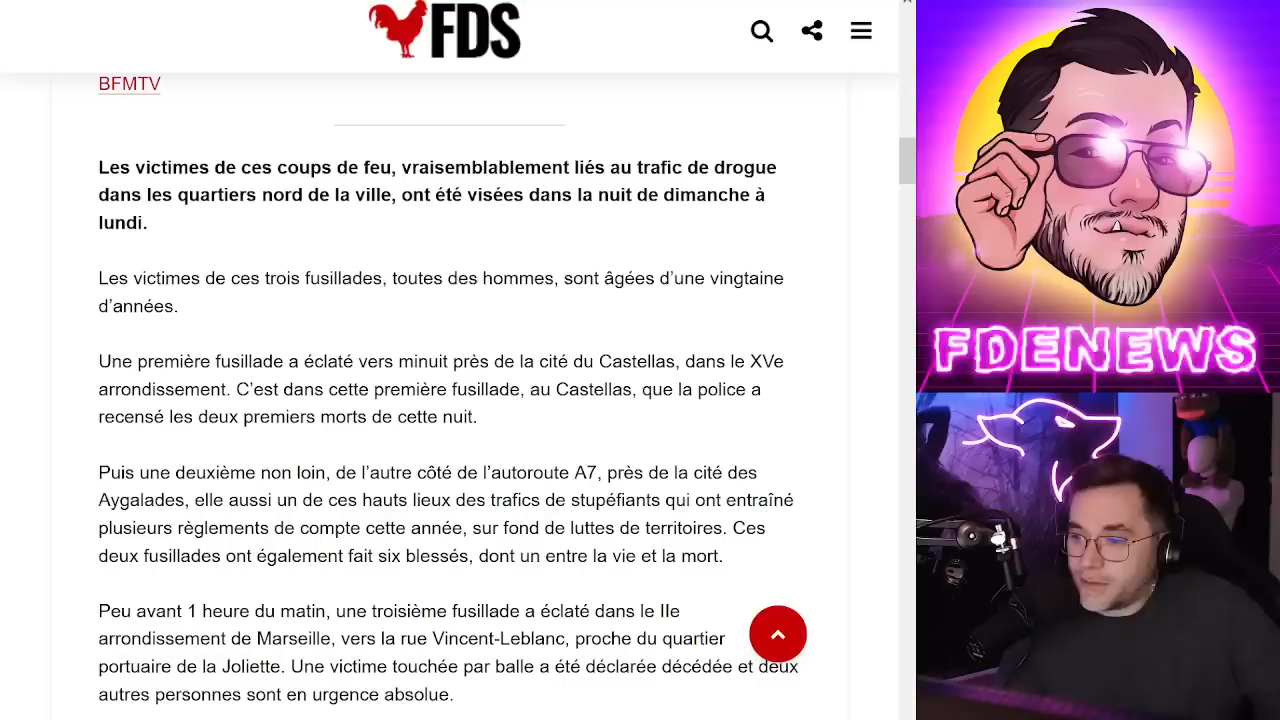 FDS
BFMTV
Les victimes de ces coups de feu, vraisemblablement liés au trafic de drogue
dans les quartiers nord de la ville, ont été visées dans la nuit de dimanche à
lundi.
Les victimes de ces trois fusillades, toutes des hommes, sont âgées d’une vingtaine
d’années.
Une première fusillade a éclaté vers minuit près de la cité du Castellas, dans le XVe
arrondissement. C’est dans cette première fusillade, au Castellas, que la police a
recensé les deux premiers morts de cette nuit.
Puis une deuxième non loin, de l’autre côté de l’autoroute A7, près de la cité des
Aygalades, elle aussi un de ces hauts lieux des trafics de stupéfiants qui ont entraîné
plusieurs règlements de compte cette année, sur fond de luttes de territoires. Ces
deux fusillades ont également fait six blessés, dont un entre la vie et la mort.
Peu avant 1 heure du matin, une troisième fusillade a éclaté dans le IIe
arrondissement de Marseille, vers la rue Vincent-Leblanc, proche du quartier
portuaire de la Joliette. Une victime touchée par balle a été déclarée décédée et deux
autres personnes sont en urgence absolue.
FDENEWS